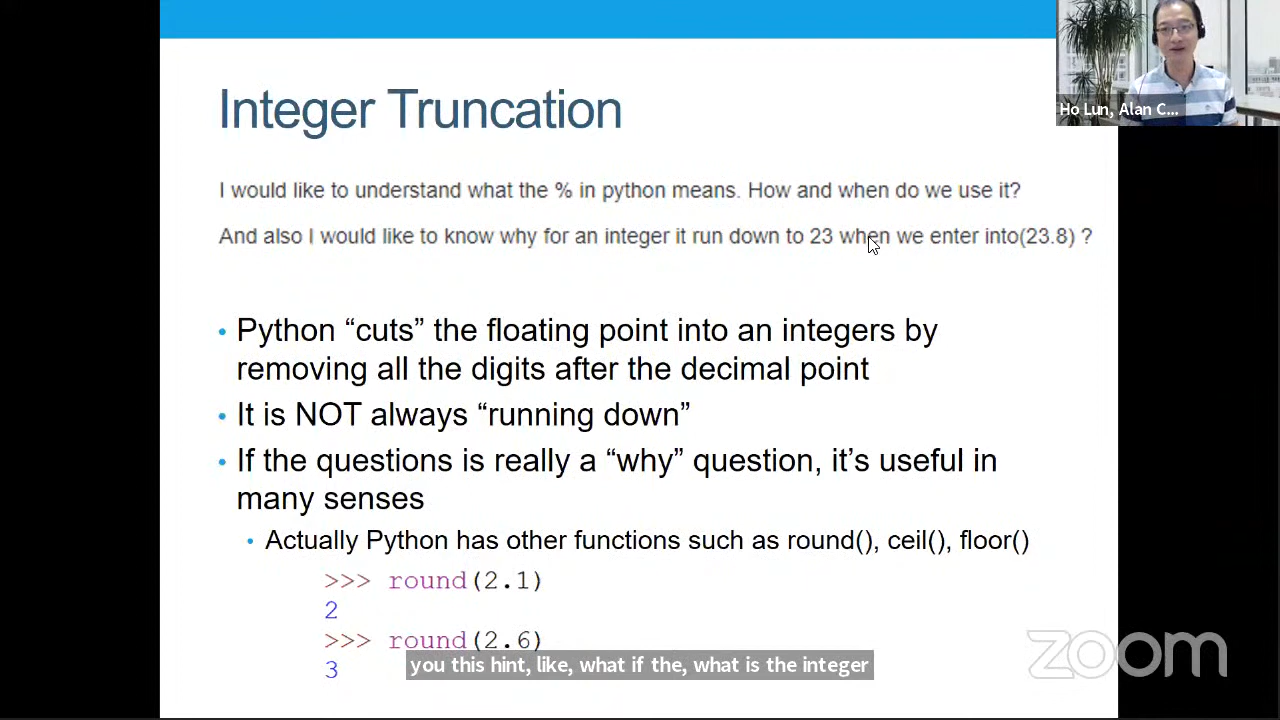 Integer Truncation
Ho Lun, Alan C...
I would like to understand what the % in python means. How and when do we use it?
And also I would like to know why for an integer it run down to 23 when we enter into(23.8) ?
• Python “cuts” the floating point into an integers by
removing all the digits after the decimal point
• It is NOT always “running down”
• If the questions is really a “why” question, it’s useful in
many senses
• Actually Python has other functions such as round(), ceil(), floor()
>>> round(2.1)
2
>>> round(2.6)
3
you this hint, like, what if the, what is the integer
zoom